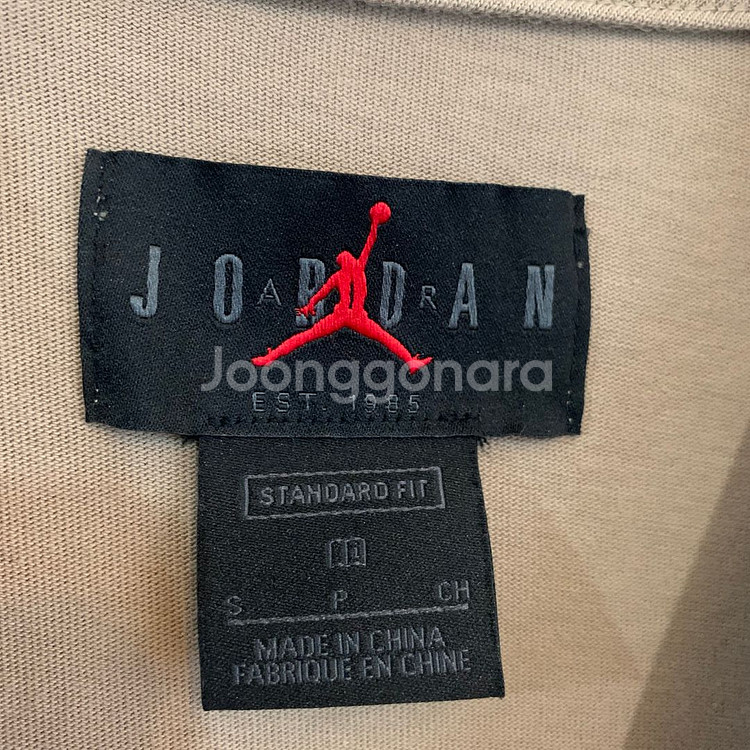 JORDAN
AIR
Joonggonara
EST. 1985
STANDARD FIT
S P CH
MADE IN CHINA
FABRIQUE EN CHINE